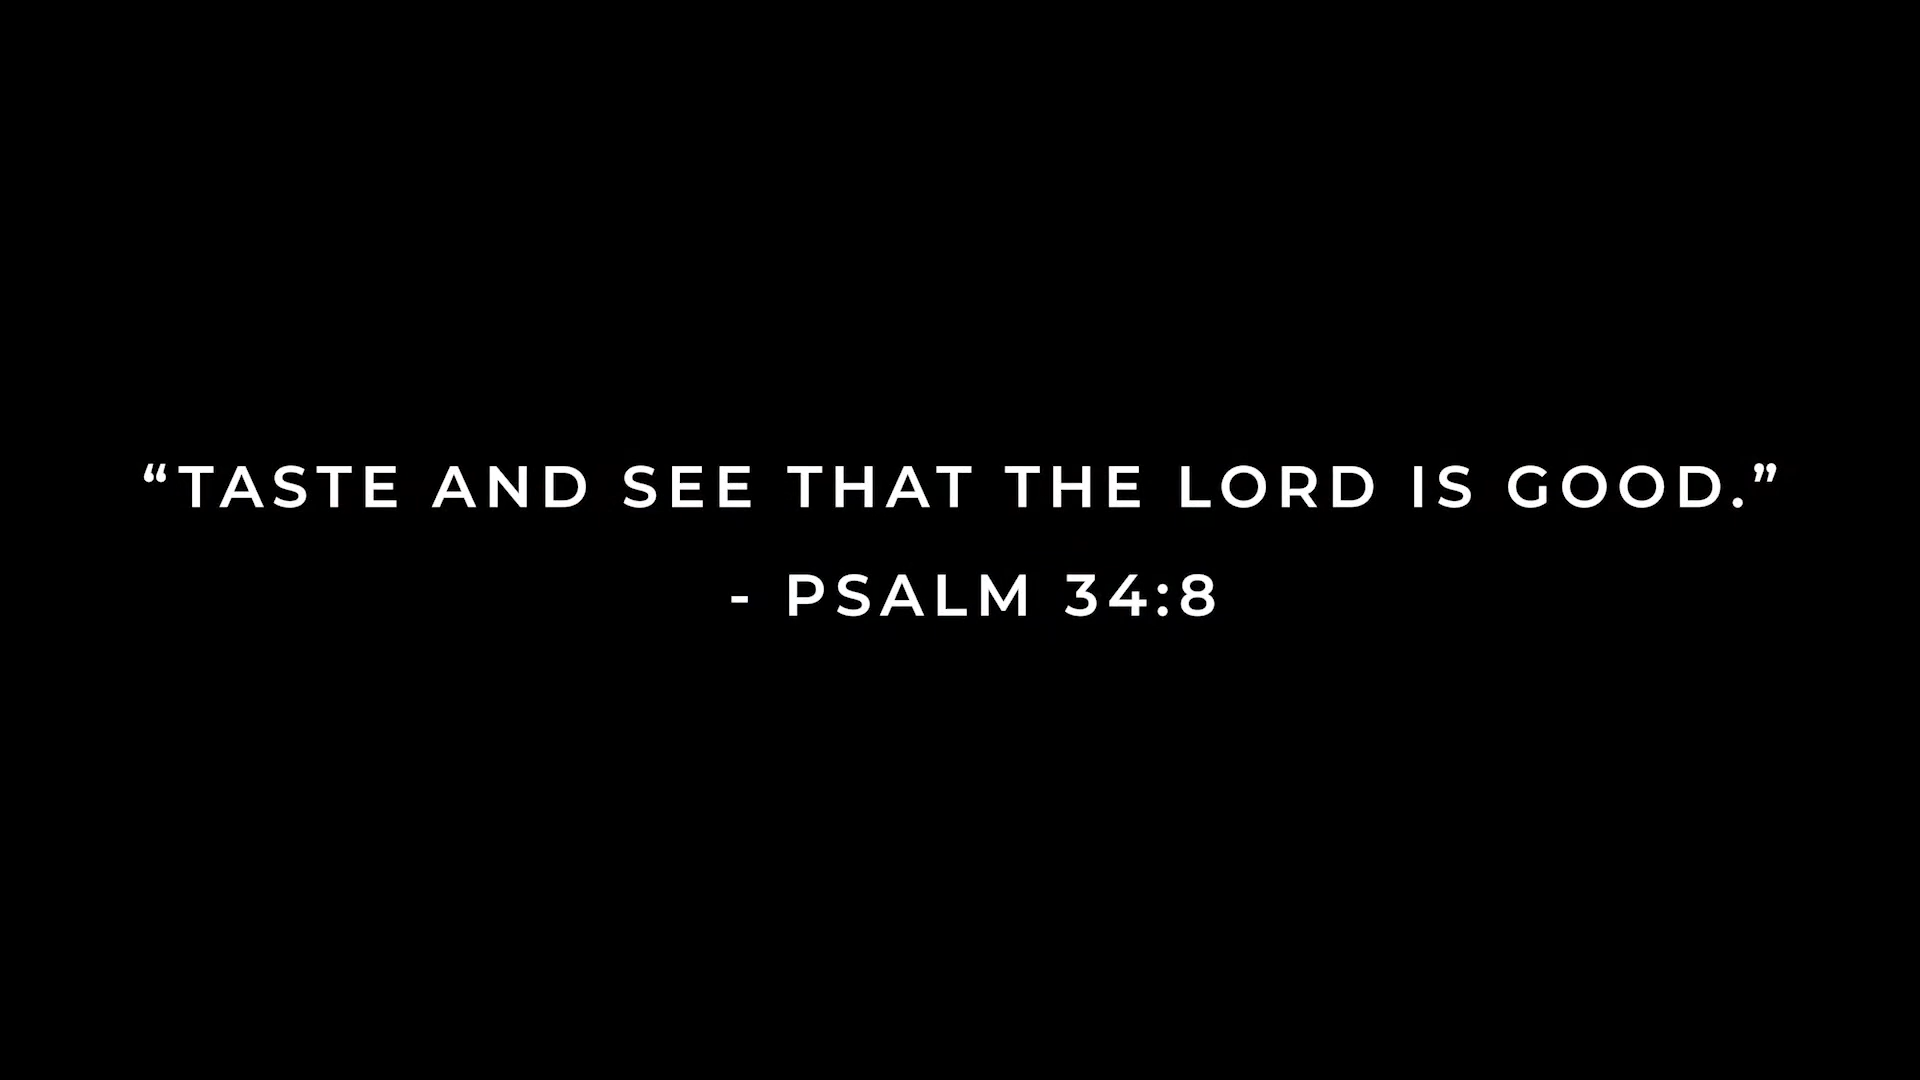 “TASTE AND SEE THAT THE LORD IS GOOD.”
- PSALM 34:8